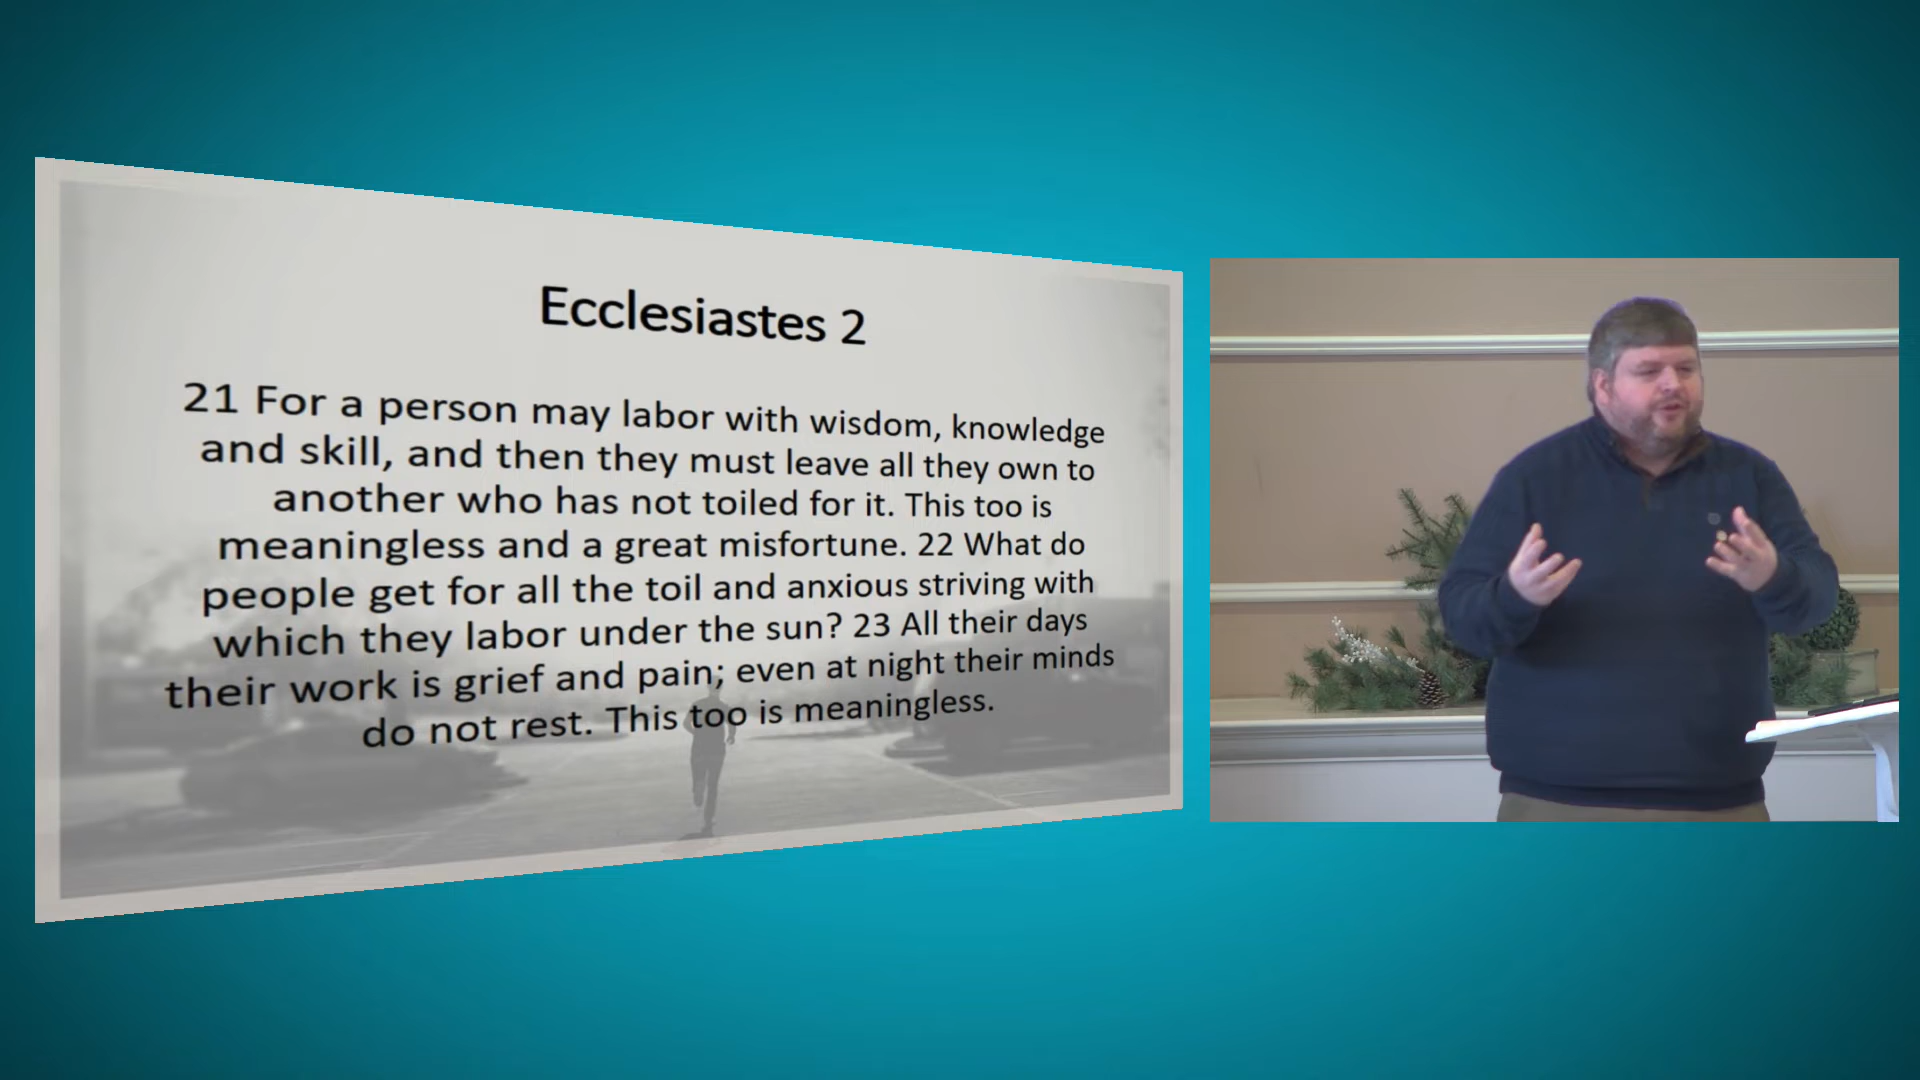 Ecclesiastes 2
21 For a person may labor with wisdom, knowledge
and skill, and then they must leave all they own to
another who has not toiled for it. This too is
meaningless and a great misfortune. 22 What do
people get for all the toil and anxious striving with
which they labor under the sun? 23 All their days
their work is grief and pain; even at night their minds
do not rest. This too is meaningless.